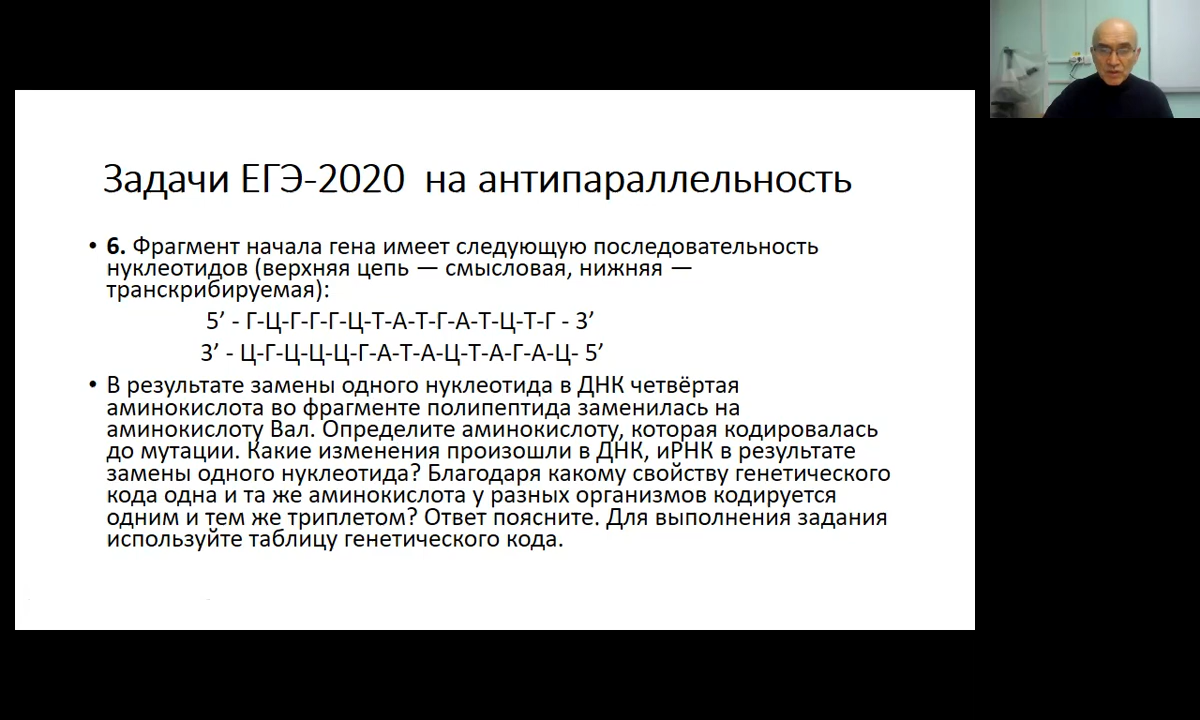 Задачи ЕГЭ-2020 на антипараллельность
• 6. Фрагмент начала гена имеет следующую последовательность
нуклеотидов (верхняя цепь — смысловая, нижняя —
транскрибируемая):
5’ - Г-Ц-Г-Г-Г-Ц-Т-А-Т-Г-А-Т-Ц-Т-Г - 3’
3’ - Ц-Г-Ц-Ц-Ц-Г-А-Т-А-Ц-Т-А-Г-А-Ц- 5’
• В результате замены одного нуклеотида в ДНК четвёртая
аминокислота во фрагменте полипептида заменилась на
аминокислоту Вал. Определите аминокислоту, которая кодировалась
до мутации. Какие изменения произошли в ДНК, иРНК в результате
замены одного нуклеотида? Благодаря какому свойству генетического
кода одна и та же аминокислота у разных организмов кодируется
одним и тем же триплетом? Ответ поясните. Для выполнения задания
используйте таблицу генетического кода.